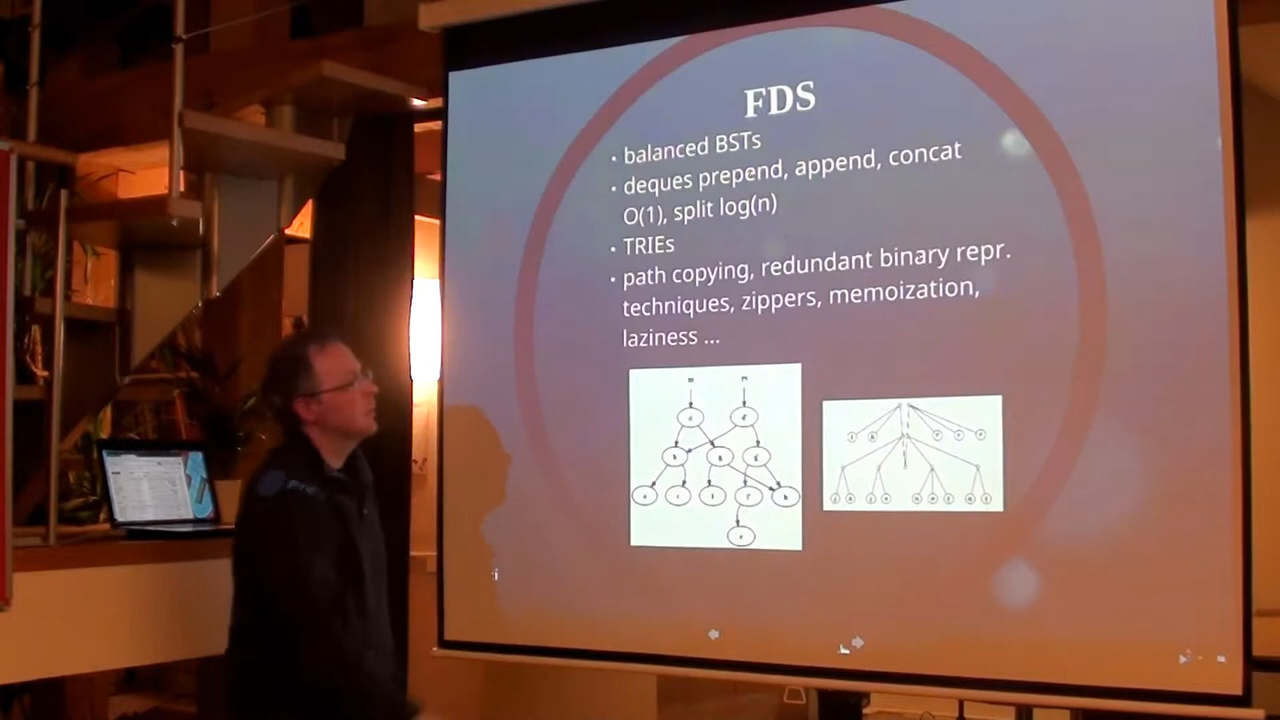 FDS
• balanced BSTs
• deques prepend, append, concat
O(1), split log(n)
• TRIEs
• path copying, redundant binary repr.
techniques, zippers, memoization,
laziness ...